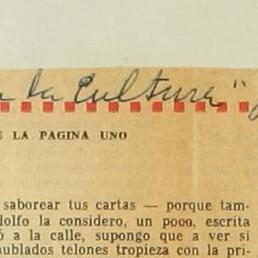 la Cultura"
E LA PAGINA UNO
saborear tus cartas — porque tam-
dolfo la considero, un poco, escrita
ó a la calle, supongo que a ver si
nublados telones tropieza con la pri-